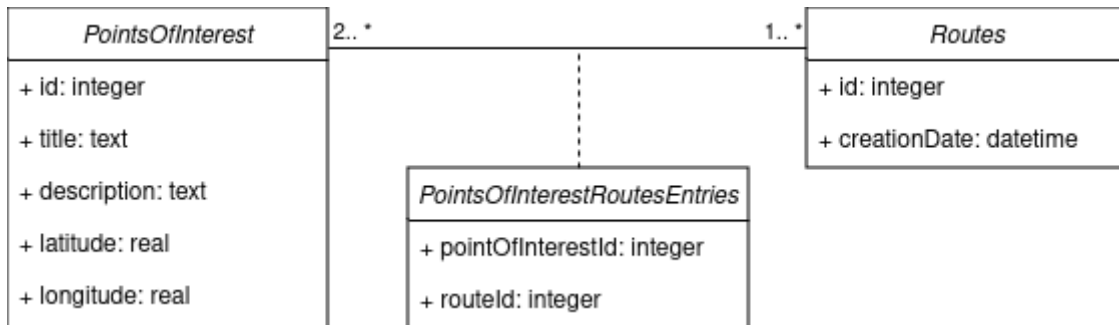 PointsOfInterest
2.. *
1.. *
Routes
+ id: integer
+ title: text
+ description: text
+ latitude: real
+ longitude: real
+ id: integer
+ creationDate: datetime
PointsOfInterestRoutesEntries
+ pointOfInterestId: integer
+ routeId: integer